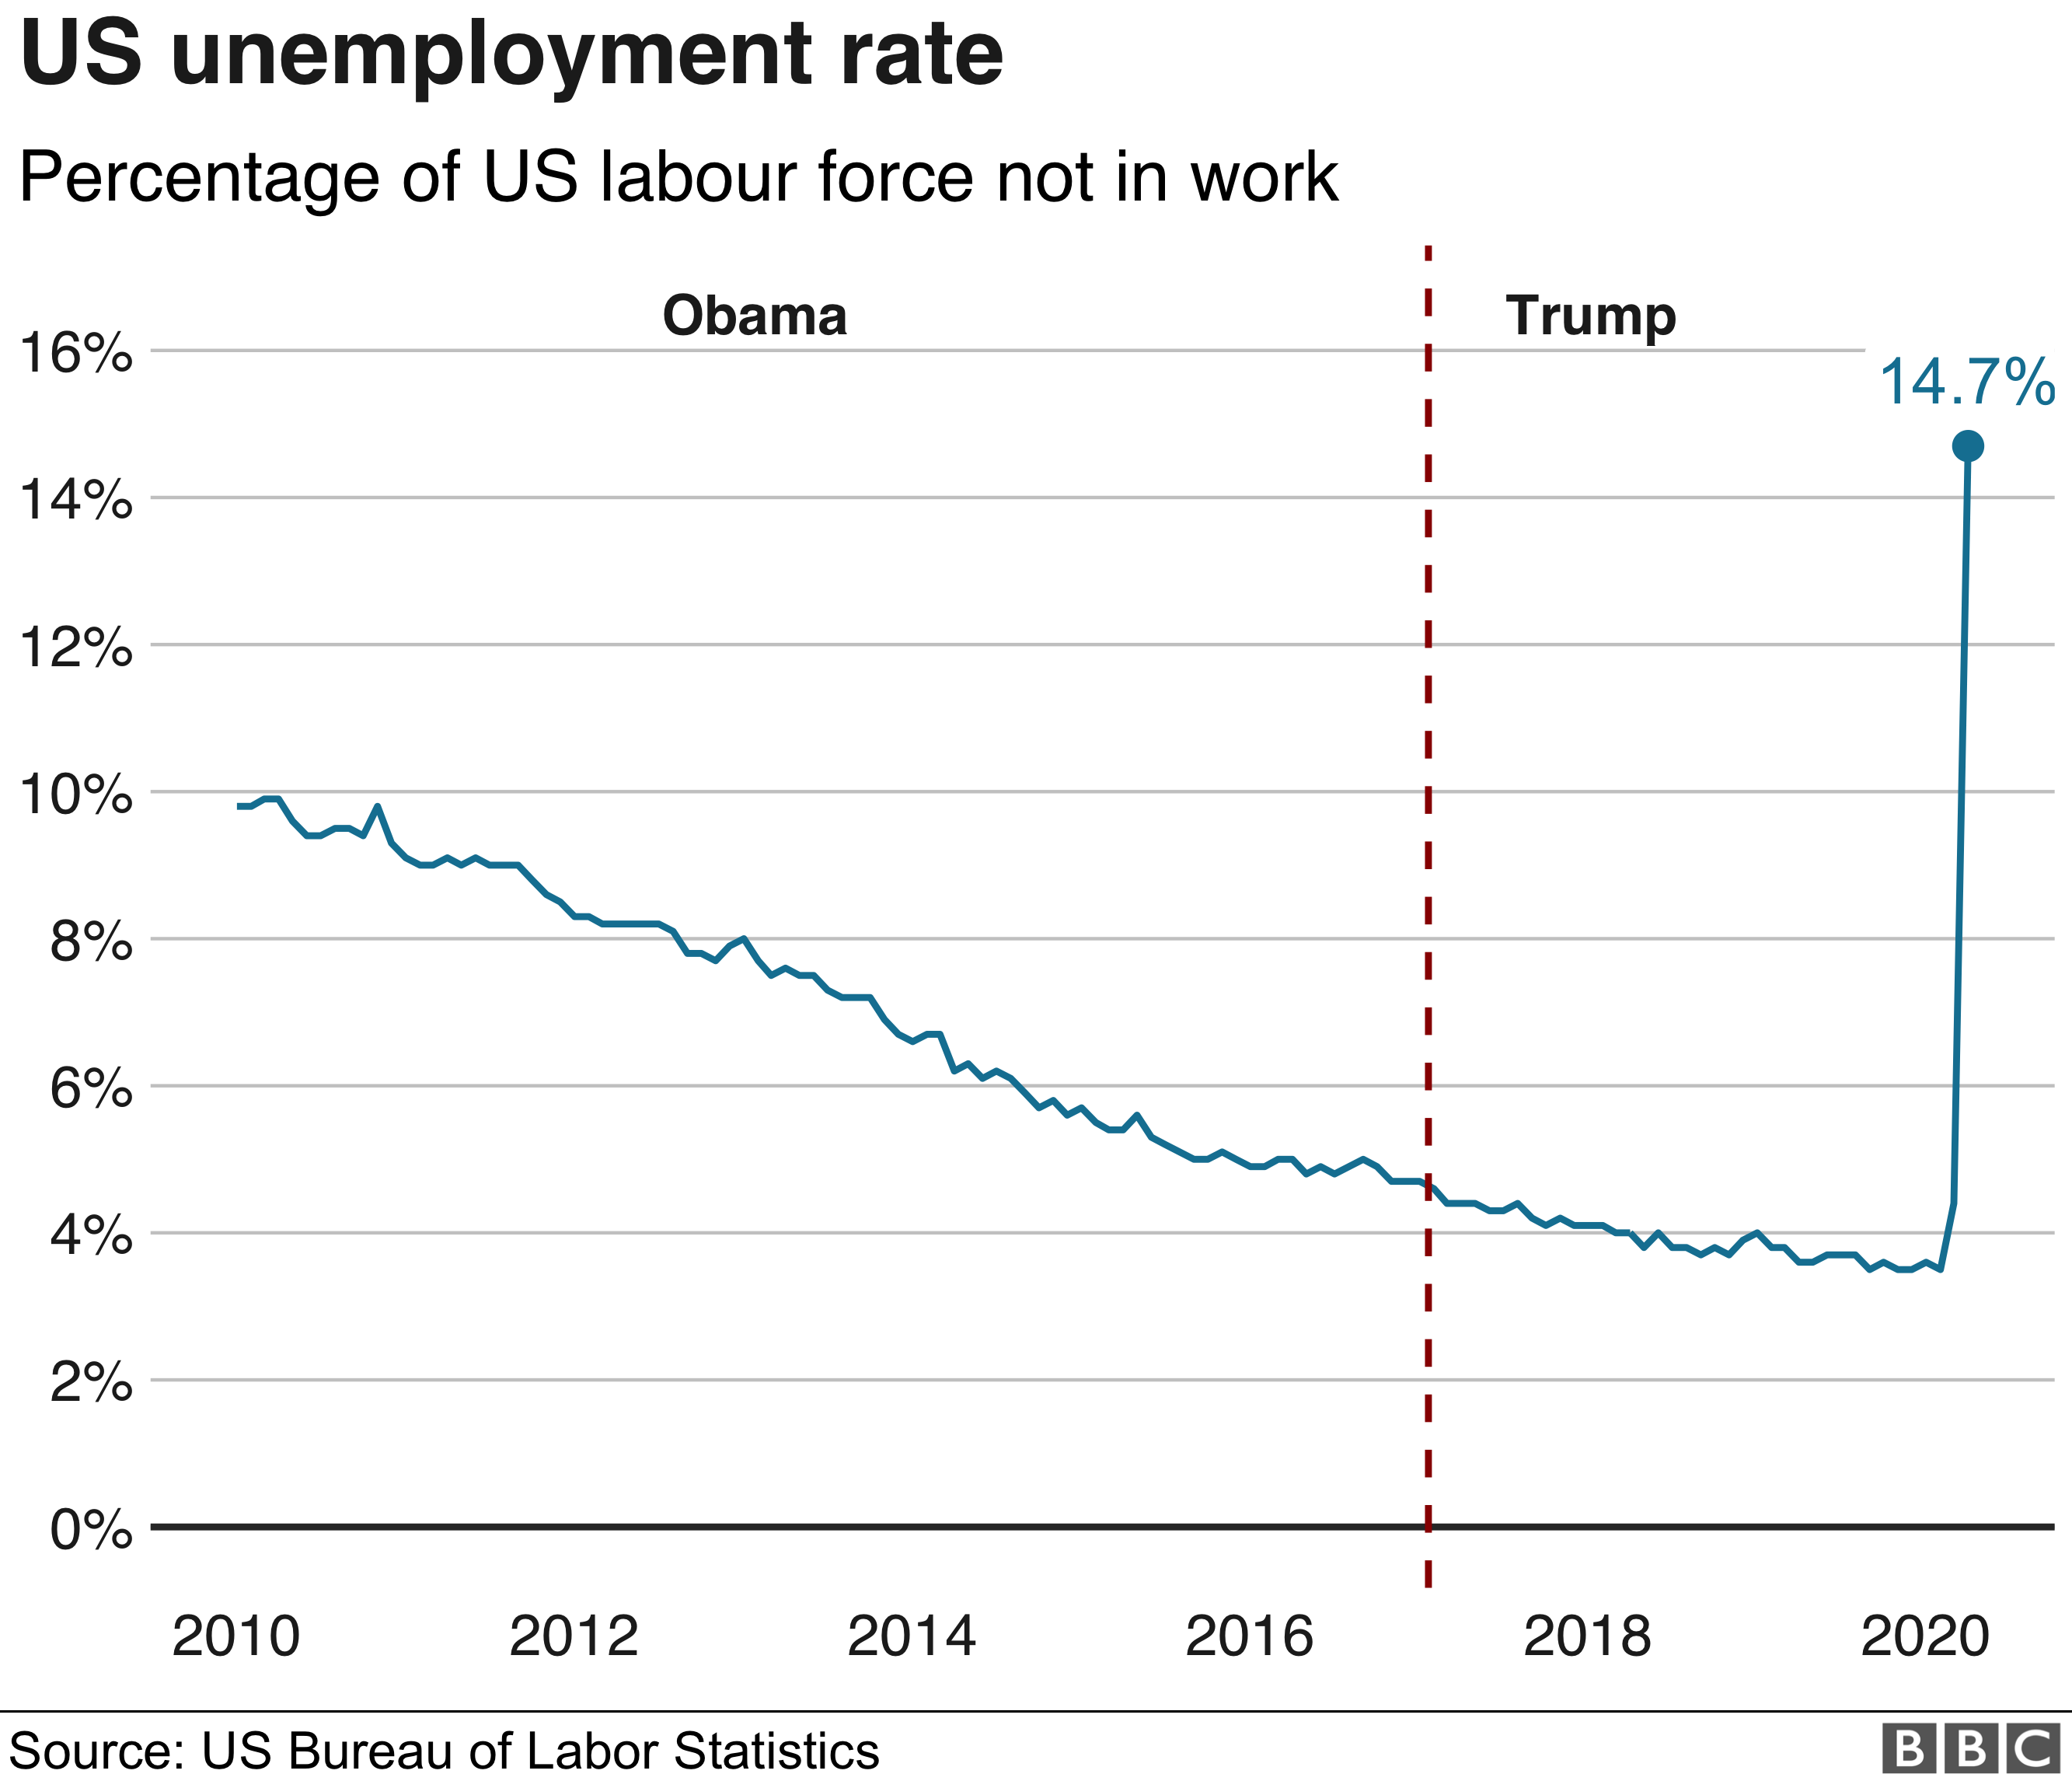 US unemployment rate
Percentage of US labour force not in work
Obama
Trump
16%
14.7%
14%
12%
10%
8%
6%
4%
2%
0%
2010 2012 2014 2016 2018 2020
Source: US Bureau of Labor Statistics
BBC